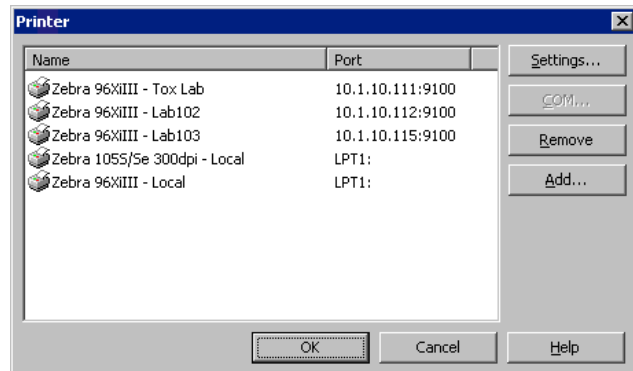 Printer
Name Port
Zebra 96XiIII - Tox Lab 10.1.10.111:9100
Zebra 96XiIII - Lab102 10.1.10.112:9100
Zebra 96XiIII - Lab103 10.1.10.115:9100
Zebra 105S/Se 300dpi - Local LPT1:
Zebra 96XiIII - Local LPT1:
Settings...
COM...
Remove
Add...
OK Cancel Help